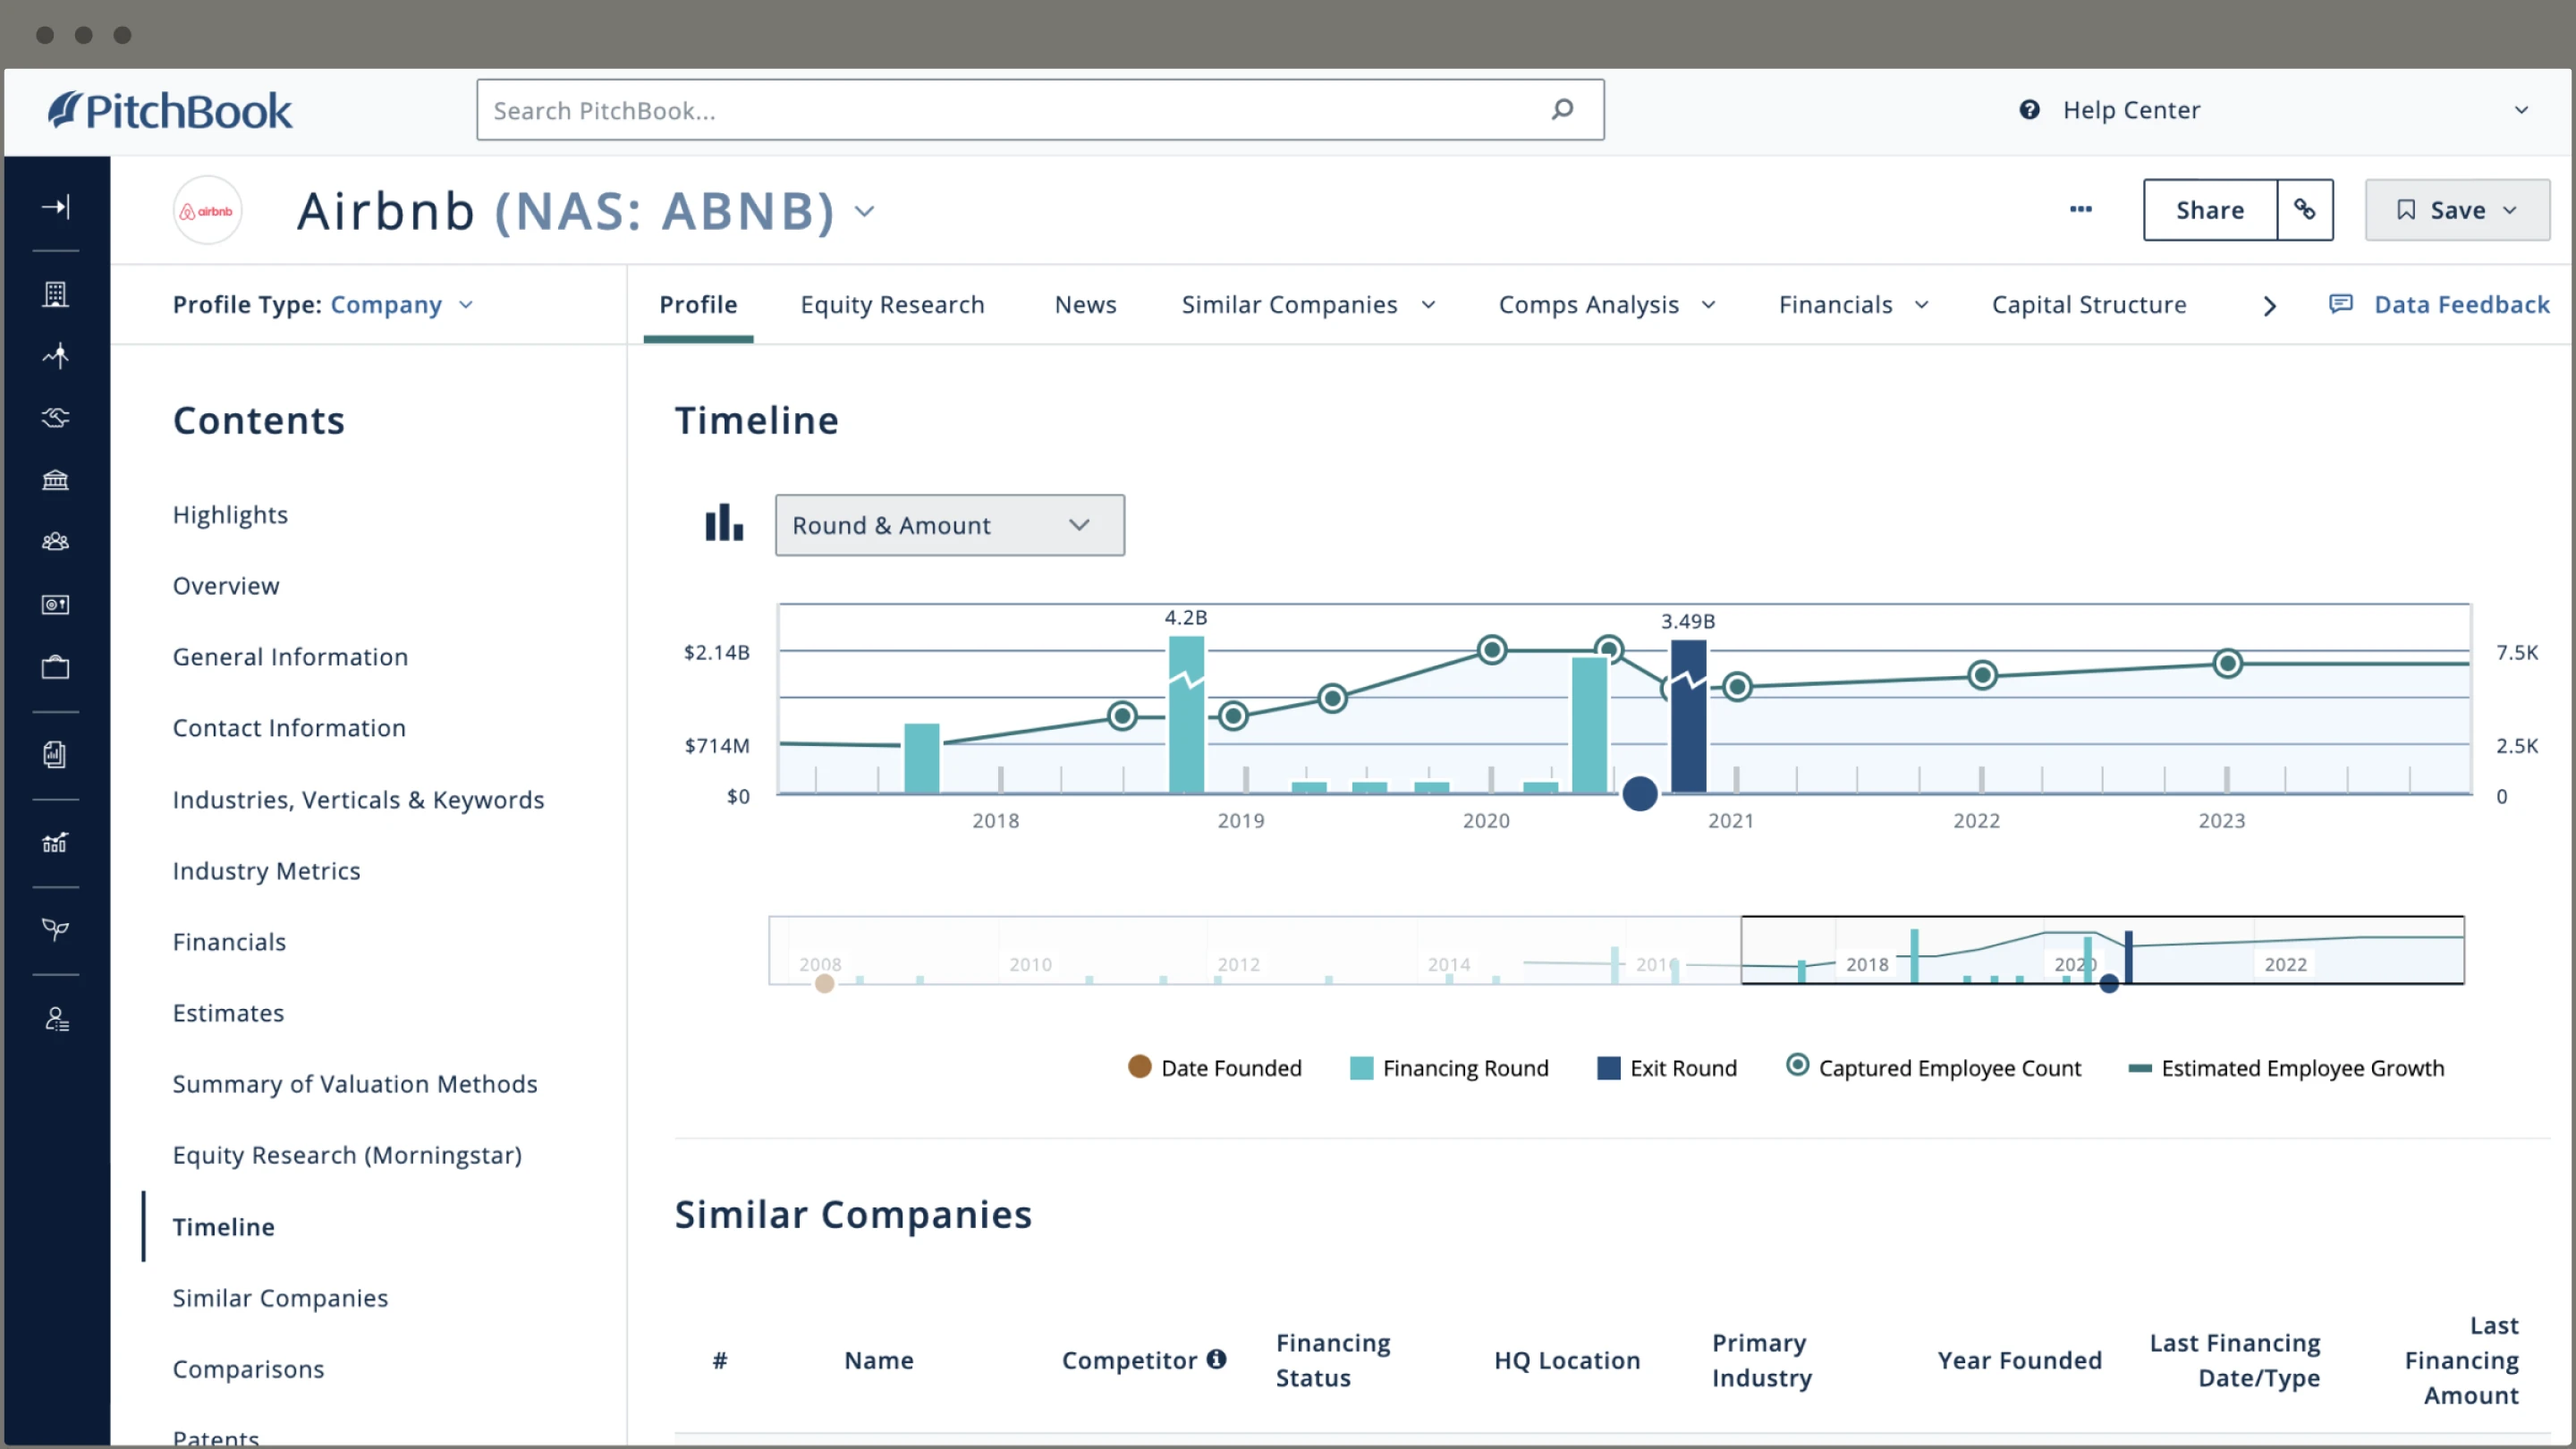 PitchBook
Search PitchBook...
Help Center
airbnb
Airbnb (NAS: ABNB)
Share
Save
Profile Type: Company
Profile
Equity Research
News
Similar Companies
Comps Analysis
Financials
Capital Structure
Data Feedback
Contents
Highlights
Overview
General Information
Contact Information
Industries, Verticals & Keywords
Industry Metrics
Financials
Estimates
Summary of Valuation Methods
Equity Research (Morningstar)
Timeline
Similar Companies
Comparisons
Patents
Timeline
Round & Amount
4.2B
3.49B
$2.14B
7.5K
$714M
2.5K
$0
0
2018
2019
2020
2021
2022
2023
2008
2010
2012
2014
2016
2018
2020
2022
Date Founded
Financing Round
Exit Round
Captured Employee Count
Estimated Employee Growth
Similar Companies
#
Name
Competitor
Financing
Status
HQ Location
Primary
Industry
Year Founded
Last Financing
Date/Type
Last
Financing
Amount